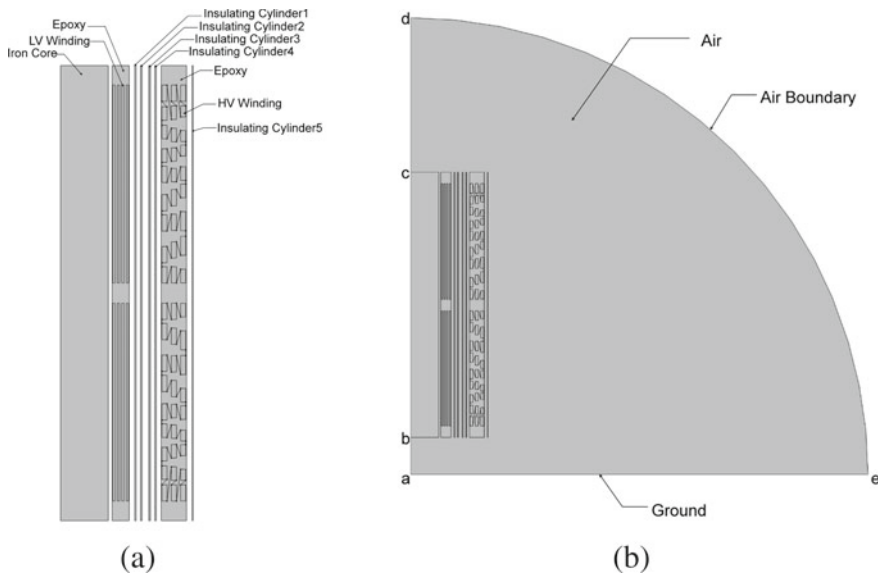 Insulating Cylinder1
Insulating Cylinder2
Insulating Cylinder3
Insulating Cylinder4
Epoxy
LV Winding
Iron Core
Epoxy
HV Winding
Insulating Cylinder5
(a)
d
Air
Air Boundary
c
b
a
e
Ground
(b)